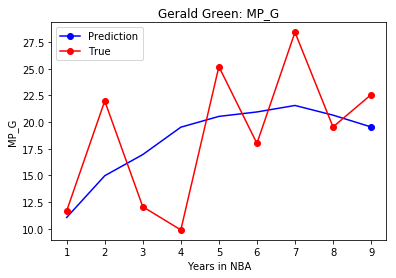 Gerald Green: MP_G
Prediction
True
27.5
25.0
22.5
20.0
17.5
15.0
12.5
10.0
MP_G
1 2 3 4 5 6 7 8 9
Years in NBA